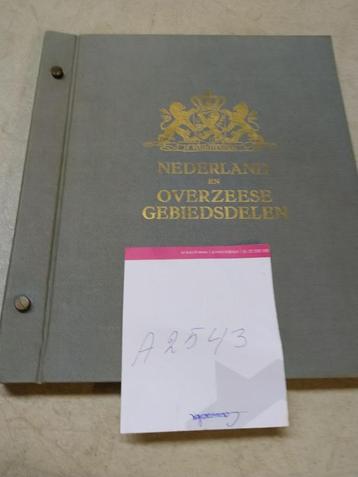 NEDERLAND
EN
OVERZEESE
GEBIEDSDELEN
A2543